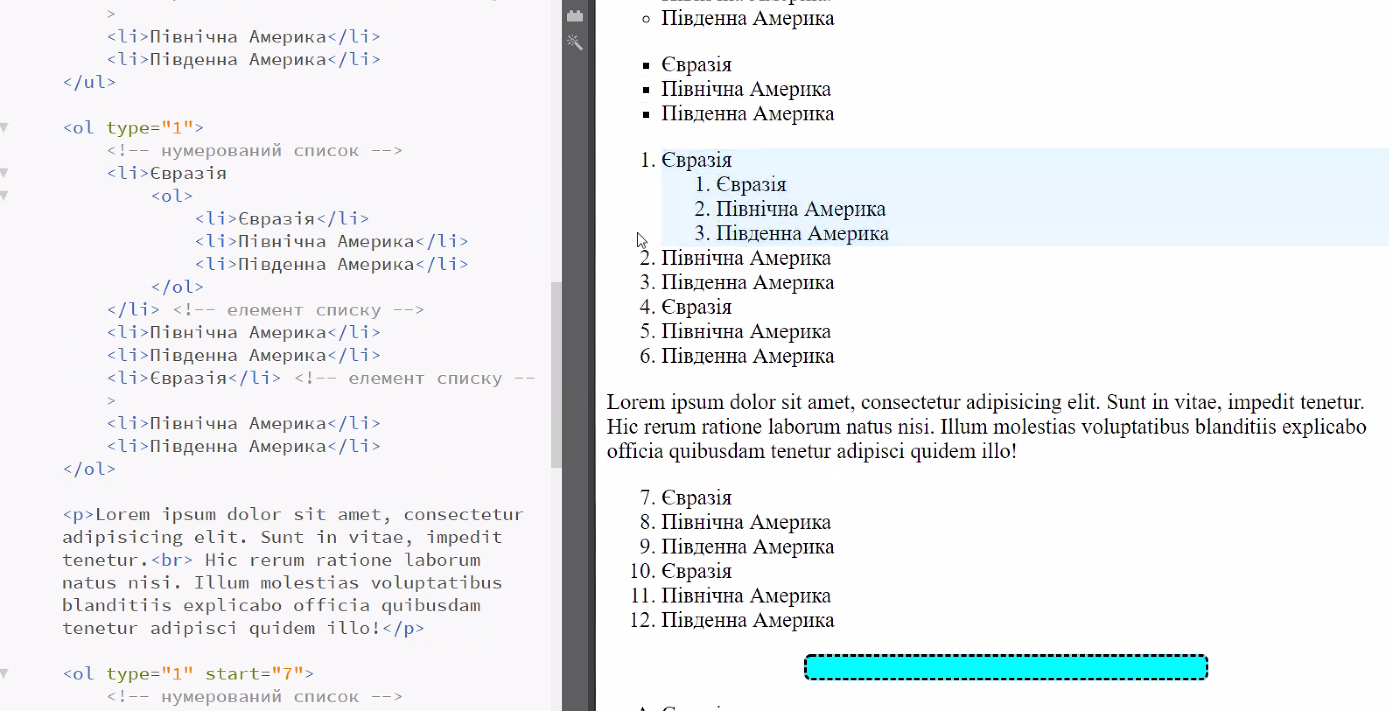 >
<li>Північна Америка</li>
<li>Південна Америка</li>
</ul>
<ol type="1">
<!-- нумерований список -->
<li>Євразія
<ol>
<li>Євразія</li>
<li>Північна Америка</li>
<li>Південна Америка</li>
</ol>
</li> <!-- елемент списку -->
<li>Північна Америка</li>
<li>Південна Америка</li>
<li>Євразія</li> <!-- елемент списку --
>
<li>Північна Америка</li>
<li>Південна Америка</li>
</ol>
<p>Lorem ipsum dolor sit amet, consectetur
adipisicing elit. Sunt in vitae, impedit
tenetur.<br> Hic rerum ratione laborum
natus nisi. Illum molestias voluptatibus
blanditiis explicabo officia quibusdam
tenetur adipisci quidem illo!</p>
<ol type="1" start="7">
<!-- нумерований список -->
Південна Америка
Євразія
Північна Америка
Південна Америка
1. Євразія
1. Євразія
2. Північна Америка
3. Південна Америка
2. Північна Америка
3. Південна Америка
4. Євразія
5. Північна Америка
6. Південна Америка
Lorem ipsum dolor sit amet, consectetur adipisicing elit. Sunt in vitae, impedit tenetur.
Hic rerum ratione laborum natus nisi. Illum molestias voluptatibus blanditiis explicabo
officia quibusdam tenetur adipisci quidem illo!
7. Євразія
8. Північна Америка
9. Південна Америка
10. Євразія
11. Північна Америка
12. Південна Америка